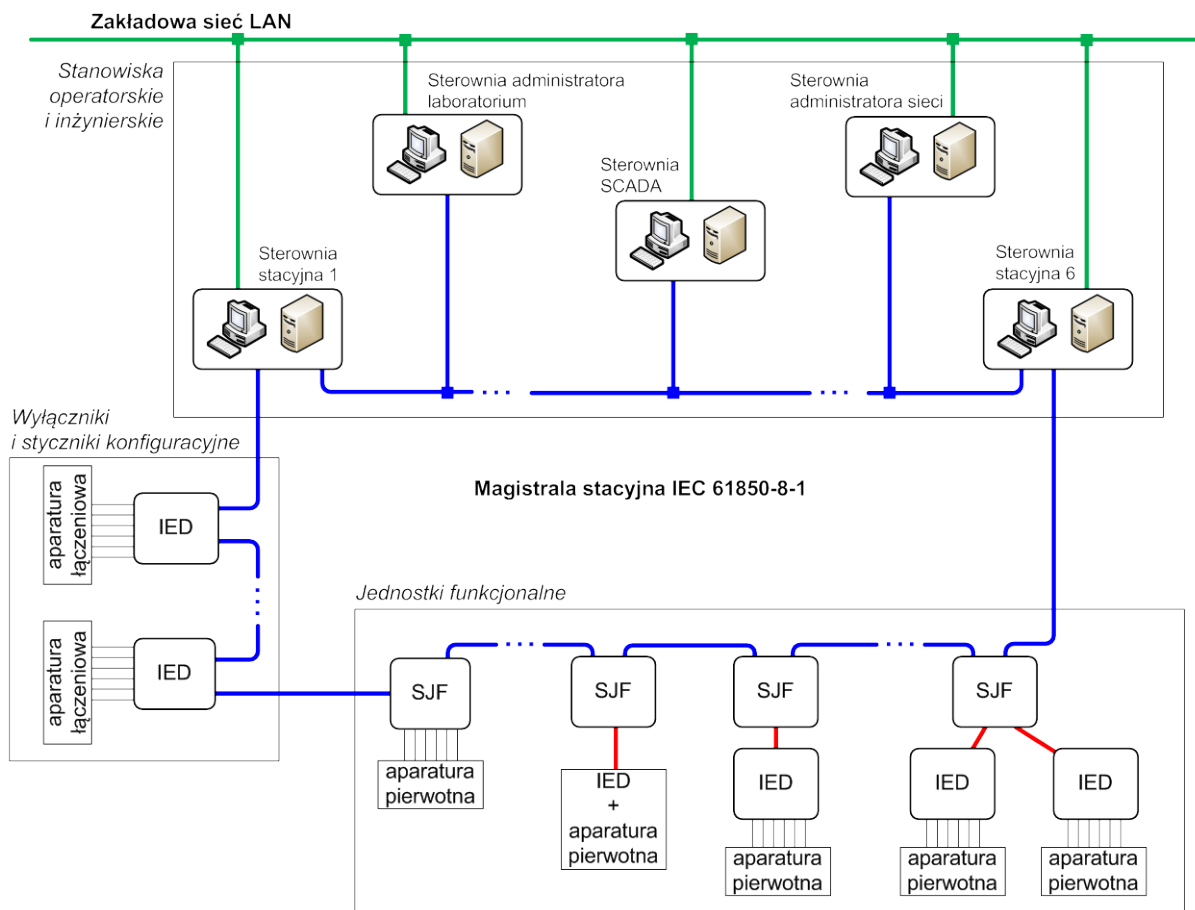 Zakładowa sieć LAN
Stanowiska
operatorskie
i inżynierskie
Sterownia administratora
laboratorium
Sterownia
administratora sieci
Sterownia
SCADA
Sterownia
stacyjna 1
Sterownia
stacyjna 6
Wyłączniki
i styczniki konfiguracyjne
aparatura
łączeniowa
IED
Magistrala stacyjna IEC 61850-8-1
aparatura
łączeniowa
IED
Jednostki funkcjonalne
SJF
SJF
SJF
SJF
aparatura
pierwotna
IED
+
aparatura
pierwotna
IED
aparatura
pierwotna
IED
aparatura
pierwotna
IED
aparatura
pierwotna